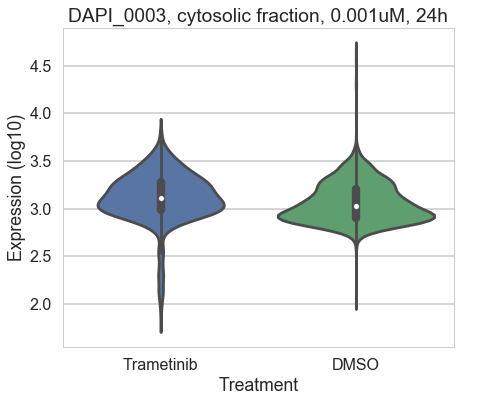 DAPI_0003, cytosolic fraction, 0.001uM, 24h
Expression (log10)
4.5
4.0
3.5
3.0
2.5
2.0
Trametinib DMSO
Treatment